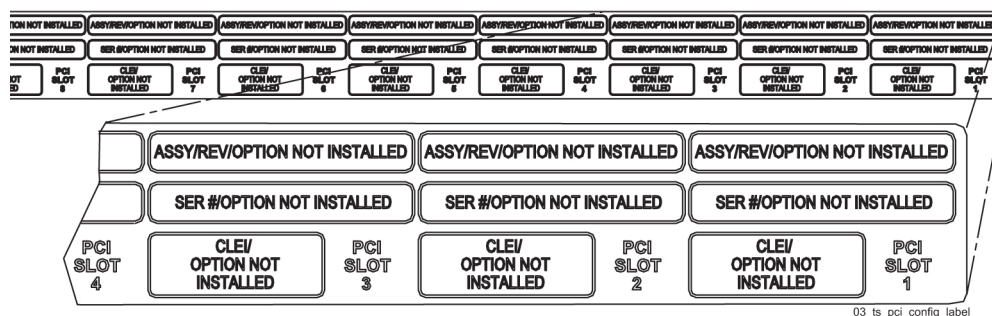 ION NOT INSTALLED ASSY/REV/OPTION NOT INSTALLED ASSY/REV/OPTION NOT INSTALLED ASSY/REV/OPTION NOT INSTALLED ASSY/REV/OPTION NOT INSTALLED ASSY/REV/OPTION NOT INSTALLED ASSY/REV/OPTION NOT INSTALLED ASSY/REV/OPTION NOT INSTALLED
ON NOT INSTALLED SER #/OPTION NOT INSTALLED SER #/OPTION NOT INSTALLED SER #/OPTION NOT INSTALLED SER #/OPTION NOT INSTALLED SER #/OPTION NOT INSTALLED SER #/OPTION NOT INSTALLED SER #/OPTION NOT INSTALLED
PCI CLEI/ PCI CLEI/ PCI CLEI/ PCI CLEI/ PCI CLEI/ PCI CLEI/ PCI CLEI/ PCI
NOT SLOT OPTION NOT SLOT OPTION NOT SLOT OPTION NOT SLOT OPTION NOT SLOT OPTION NOT SLOT OPTION NOT SLOT OPTION NOT SLOT
ED 8 INSTALLED 7 INSTALLED 6 INSTALLED 5 INSTALLED 4 INSTALLED 3 INSTALLED 2 INSTALLED 1
ASSY/REV/OPTION NOT INSTALLED ASSY/REV/OPTION NOT INSTALLED ASSY/REV/OPTION NOT INSTALLED
SER #/OPTION NOT INSTALLED SER #/OPTION NOT INSTALLED SER #/OPTION NOT INSTALLED
PCI CLEI/ PCI CLEI/ PCI CLEI/ PCI
SLOT OPTION NOT SLOT OPTION NOT SLOT OPTION NOT SLOT
4 INSTALLED 3 INSTALLED 2 INSTALLED 1
03_ts_pci_config_label